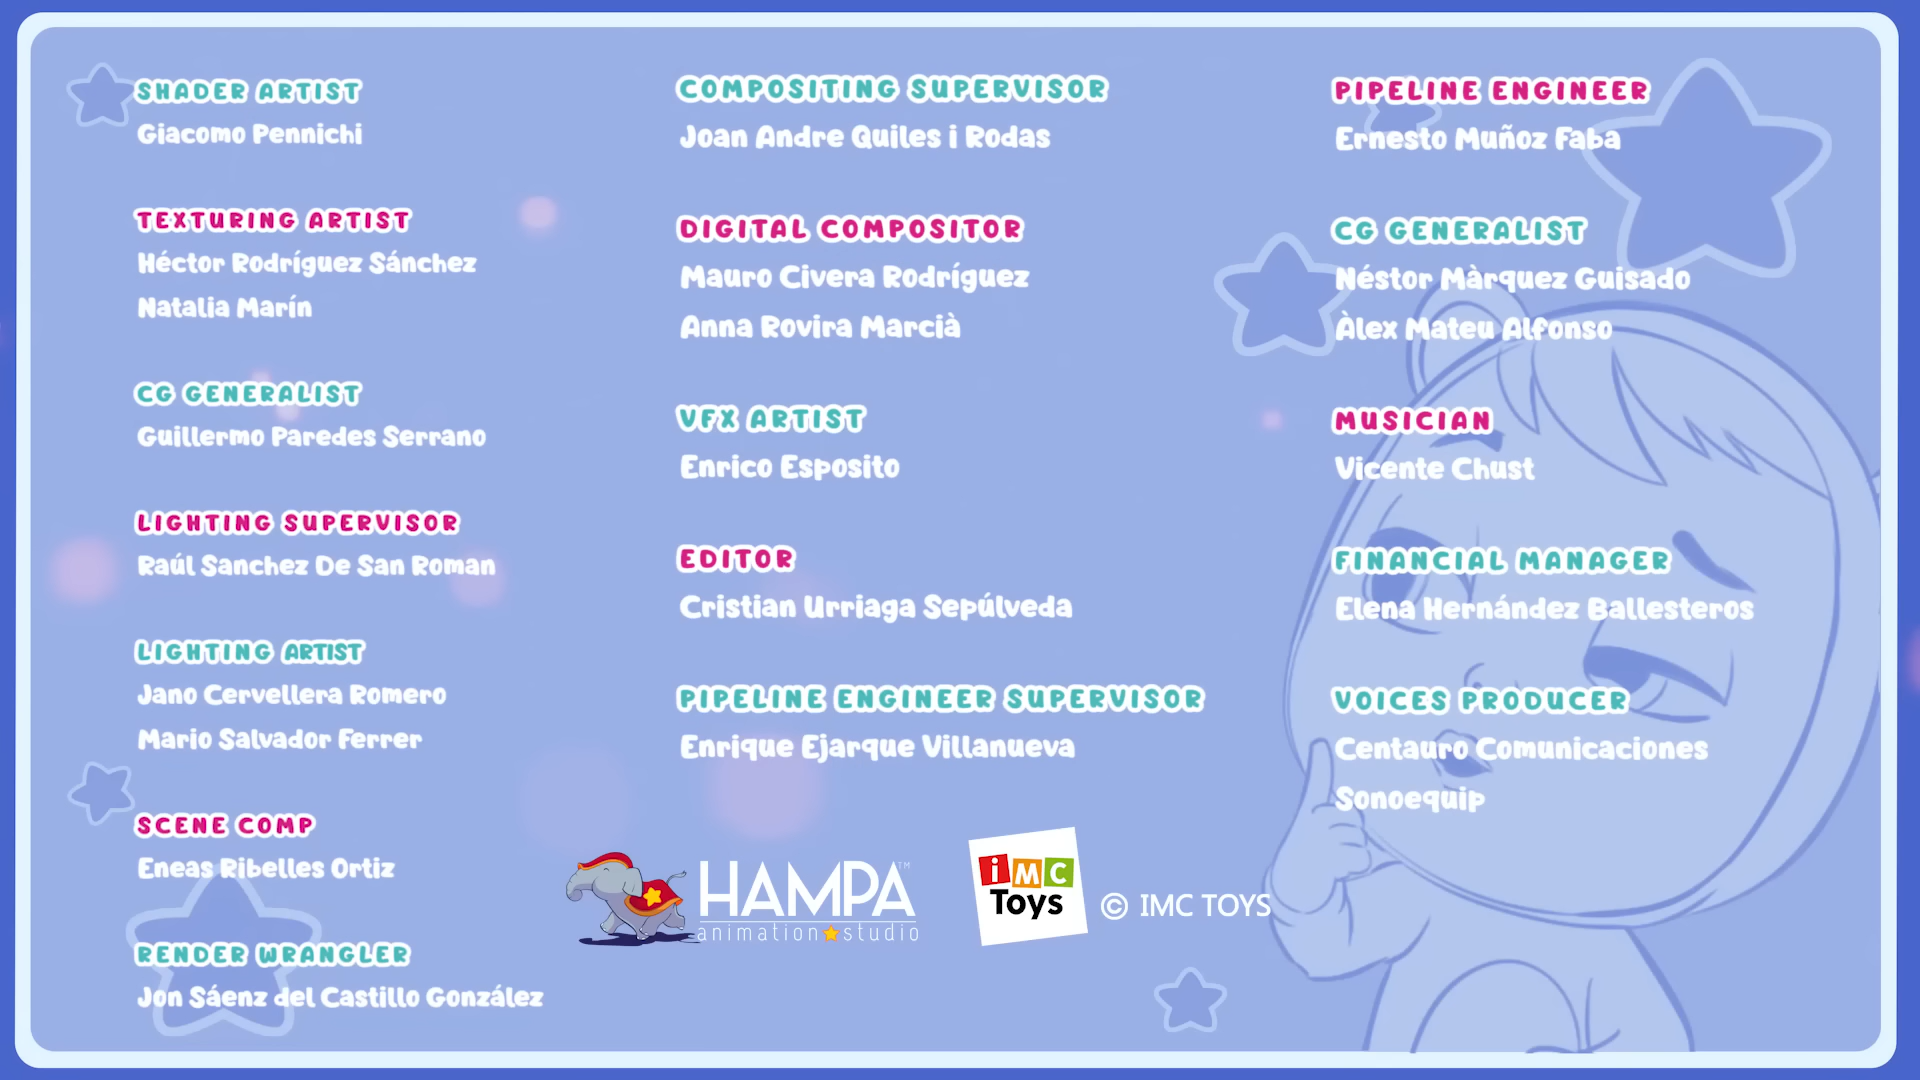 SHADER ARTIST
Giacomo Pennichi
TEXTURING ARTIST
Héctor Rodríguez Sánchez
Natalia Marín
CG GENERALIST
Guillermo Paredes Serrano
LIGHTING SUPERVISOR
Raúl Sanchez De San Roman
LIGHTING ARTIST
Jano Cervellera Romero
Mario Salvador Ferrer
SCENE COMP
Eneas Ribelles Ortiz
RENDER WRANGLER
Jon Sáenz del Castillo González
COMPOSITING SUPERVISOR
Joan Andre Quiles i Rodas
DIGITAL COMPOSITOR
Mauro Civera Rodríguez
Anna Rovira Marcià
VFX ARTIST
Enrico Esposito
EDITOR
Cristian Urriaga Sepúlveda
PIPELINE ENGINEER SUPERVISOR
Enrique Ejarque Villanueva
HAMPA™
animation studio
iMC
Toys
© IMC TOYS
PIPELINE ENGINEER
Ernesto Muñoz Faba
CG GENERALIST
Néstor Màrquez Guisado
Àlex Mateu Alfonso
MUSICIAN
Vicente Chust
FINANCIAL MANAGER
Elena Hernández Ballesteros
VOICES PRODUCER
Centauro Comunicaciones
Sonoequip